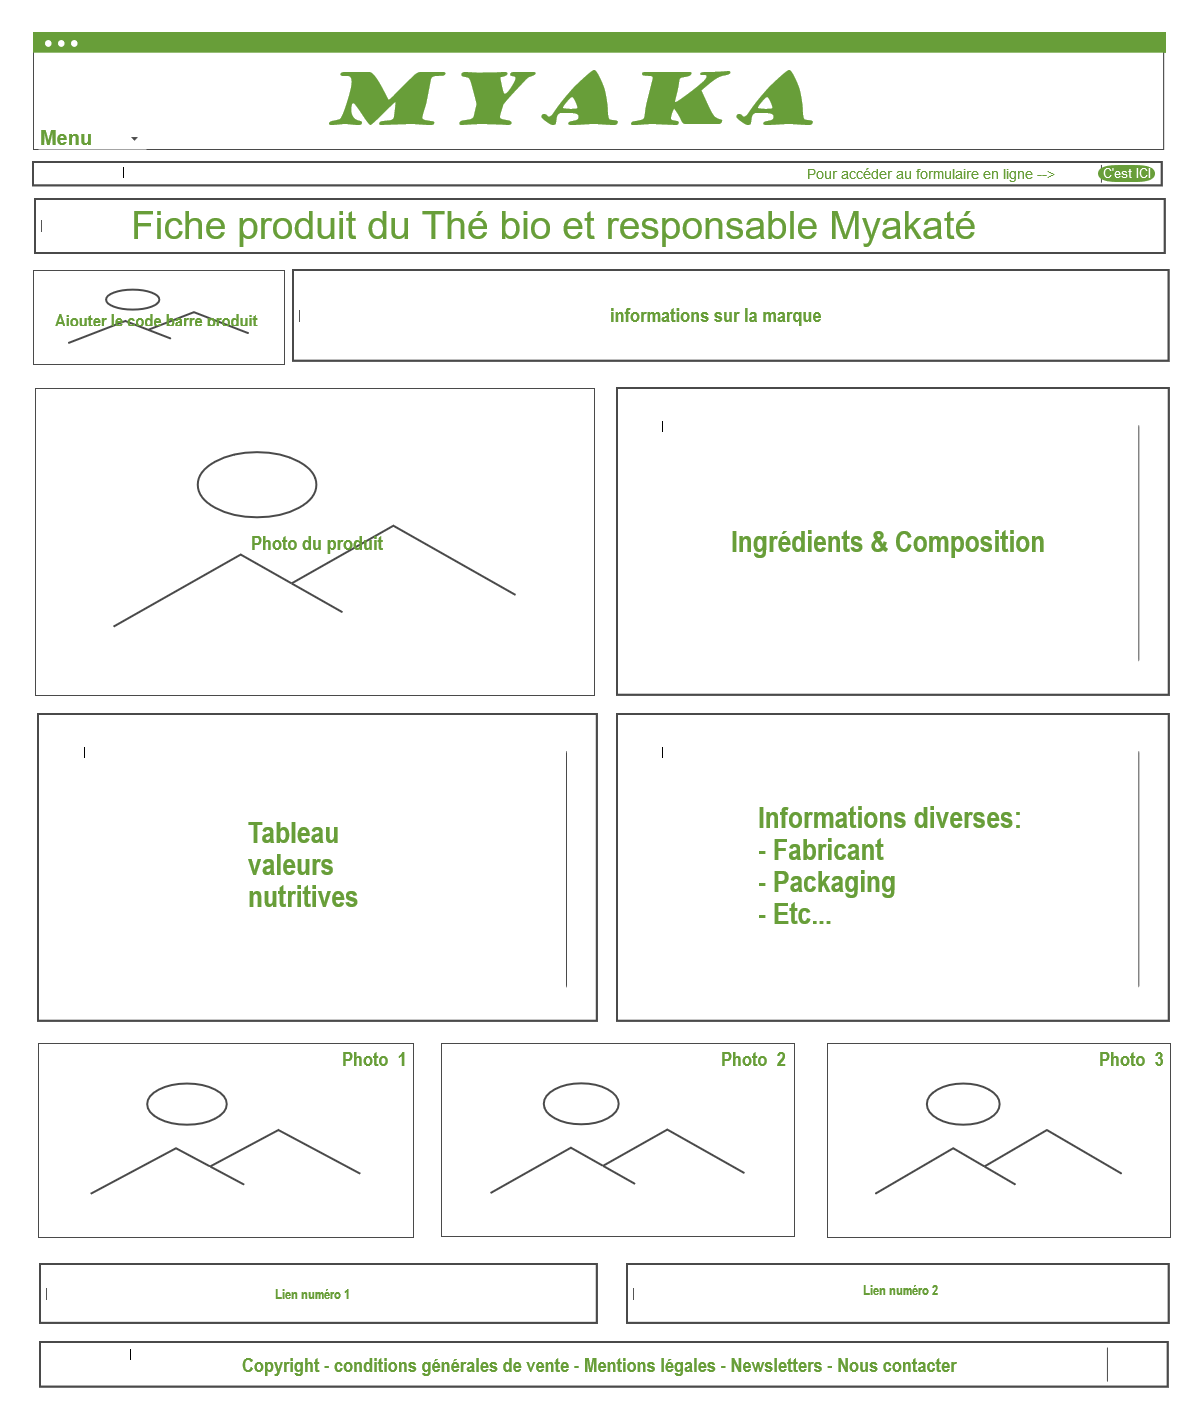 MYAKA
Menu
Pour accéder au formulaire en ligne -->
C'est ICI
Fiche produit du Thé bio et responsable Myakaté
Ajouter le code barre produit
informations sur la marque
Photo du produit
Ingrédients & Composition
Tableau
valeurs
nutritives
Informations diverses:
- Fabricant
- Packaging
- Etc...
Photo 1
Photo 2
Photo 3
Lien numéro 1
Lien numéro 2
Copyright - conditions générales de vente - Mentions légales - Newsletters - Nous contacter